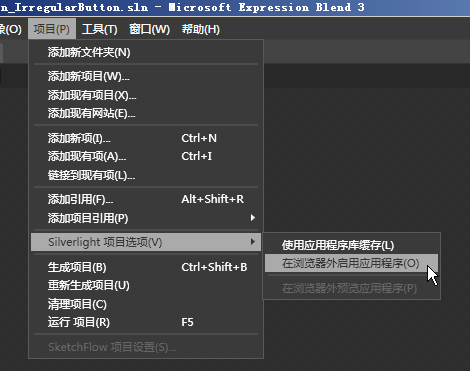 n_IrregularButton.sln - Microsoft Expression Blend 3
(O) 项目(P) 工具(T) 窗口(W) 帮助(H)
添加新文件夹(N)
添加新项目(W)...
添加现有项目(X)...
添加现有网站(E)...
添加新项(I)... Ctrl+N
添加现有项(A)... Ctrl+I
链接到现有项(L)...
添加引用(F)... Alt+Shift+R
添加项目引用(P)
Silverlight 项目选项(V)
使用应用程序库缓存(L)
在浏览器外启用应用程序(O)
生成项目(B) Ctrl+Shift+B
在浏览器外预览应用程序(P)
重新生成项目(U)
清理项目(C)
运行 项目(R) F5
SketchFlow 项目设置(S)...